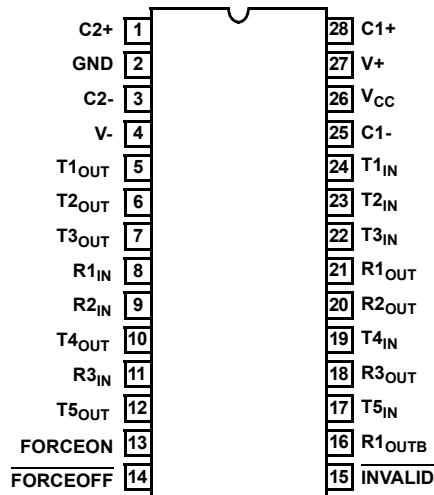 C2+ 1 28 C1+
GND 2 27 V+
C2- 3 26 VCC
V- 4 25 C1-
T1OUT 5 24 T1IN
T2OUT 6 23 T2IN
T3OUT 7 22 T3IN
R1IN 8 21 R1OUT
R2IN 9 20 R2OUT
T4OUT 10 19 T4IN
R3IN 11 18 R3OUT
T5OUT 12 17 T5IN
FORCEON 13 16 R1OUTB
FORCEOFF 14 15 INVALID